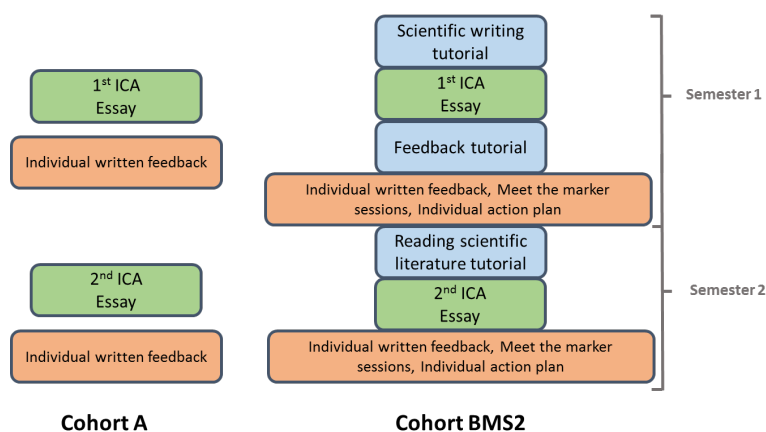 1st ICA
Essay
Individual written feedback
2nd ICA
Essay
Individual written feedback
Cohort A
Scientific writing
tutorial
1st ICA
Essay
Feedback tutorial
Individual written feedback, Meet the marker
sessions, Individual action plan
Reading scientific
literature tutorial
2nd ICA
Essay
Individual written feedback, Meet the marker
sessions, Individual action plan
Cohort BMS2
Semester 1
Semester 2